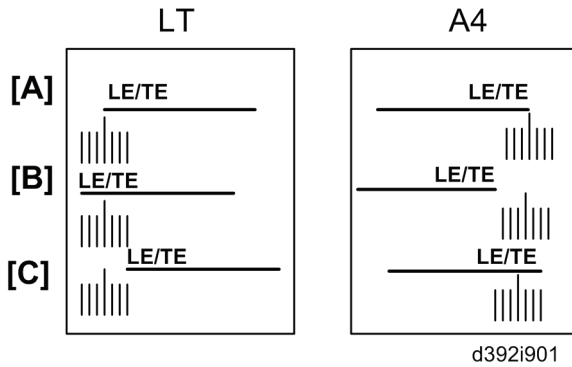 LT A4
[A] LE/TE LE/TE
[B] LE/TE LE/TE
[C] LE/TE LE/TE
d392i901